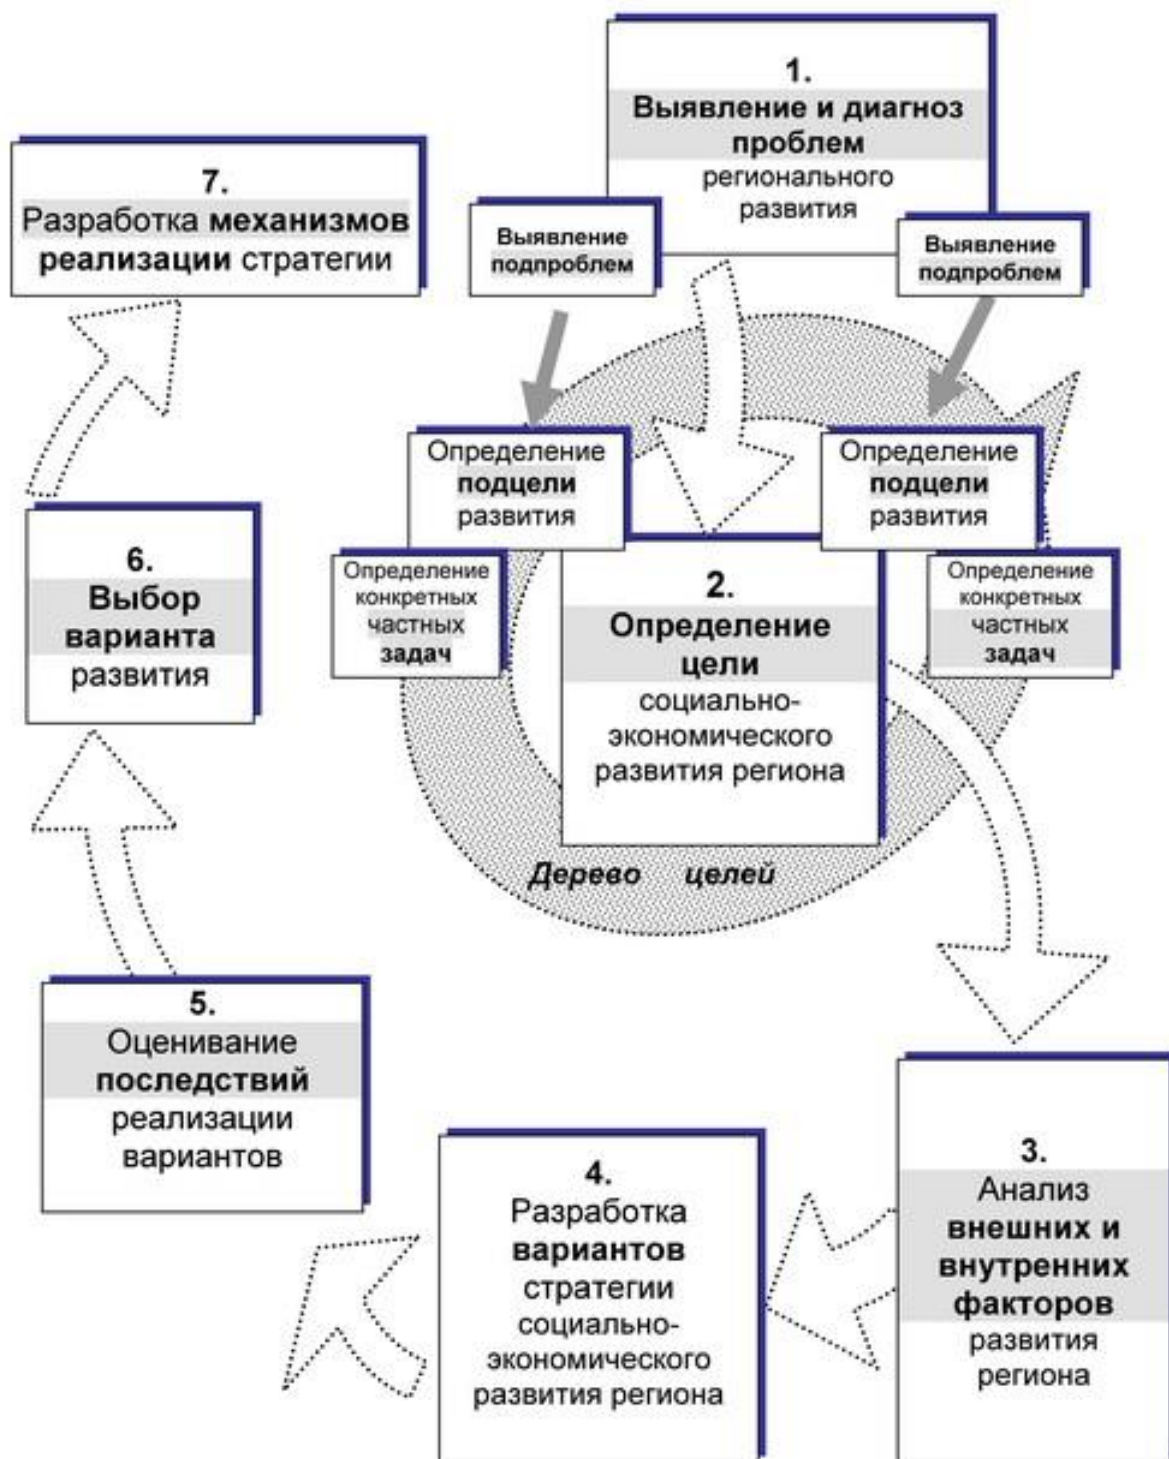 1.
Выявление и диагноз
проблем
регионального
развития
Выявление
подпроблем
Выявление
подпроблем
Определение
подцели
развития
Определение
подцели
развития
Определение
конкретных
частных
задач
Определение
конкретных
частных
задач
2.
Определение
цели
социально-
экономического
развития региона
Дерево целей
3.
Анализ
внешних и
внутренних
факторов
развития
региона
4.
Разработка
вариантов
стратегии
социально-
экономического
развития региона
5.
Оценивание
последствий
реализации
вариантов
6.
Выбор
варианта
развития
7.
Разработка механизмов
реализации стратегии